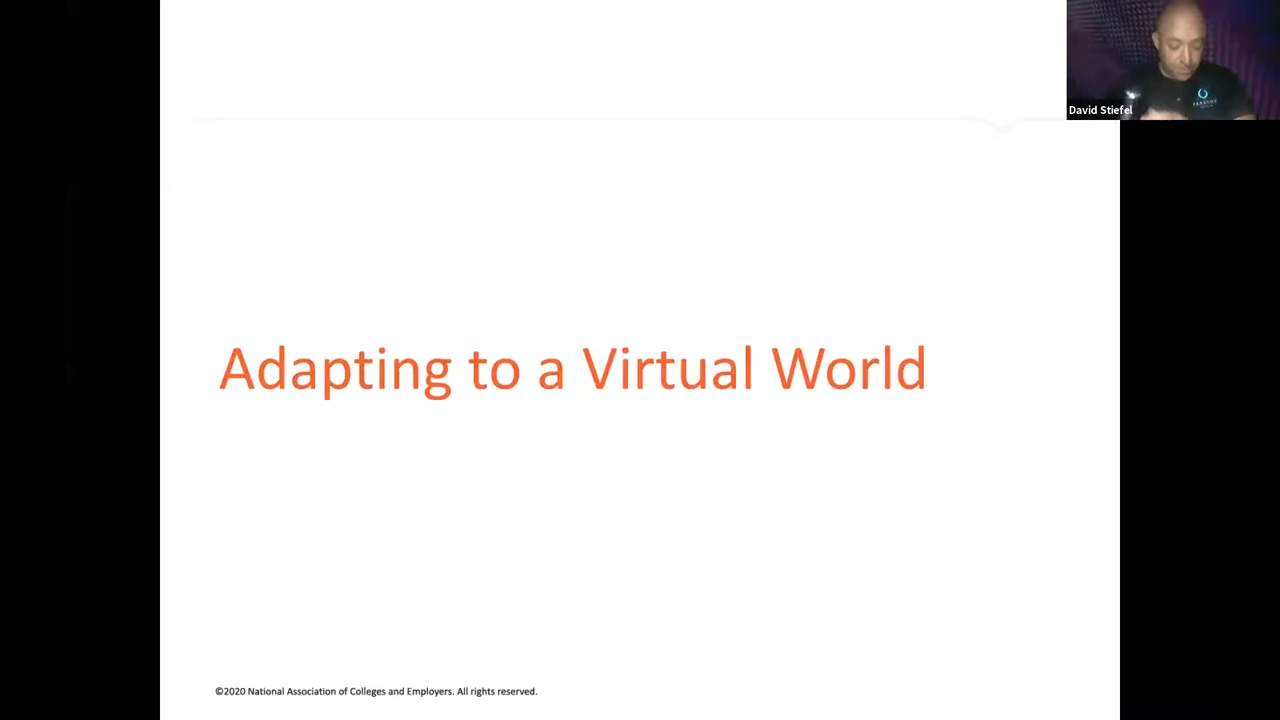 David Stiefel
Adapting to a Virtual World
©2020 National Association of Colleges and Employers. All rights reserved.